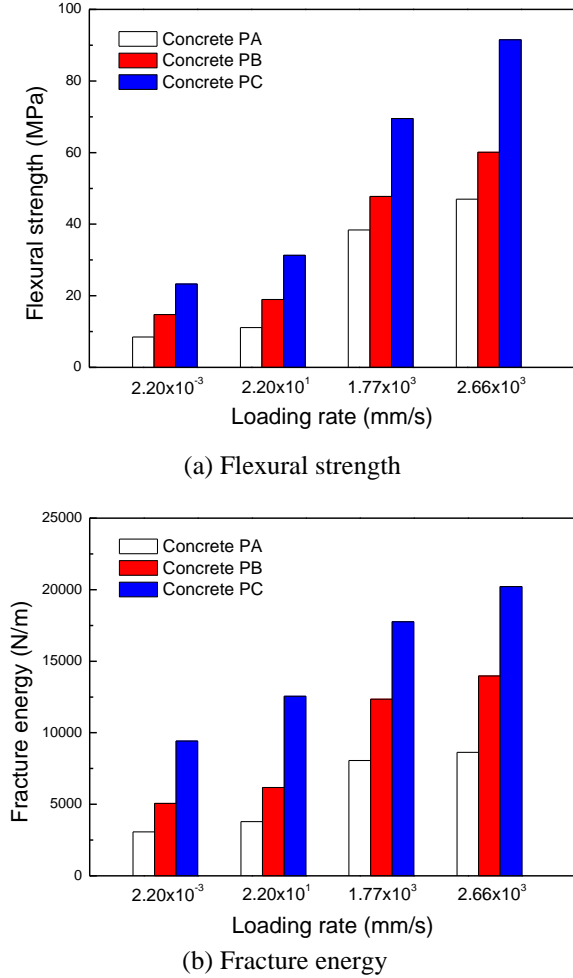 100
80
60
40
20
0
Flexural strength (MPa)
Concrete PA
Concrete PB
Concrete PC
2.20x10⁻³ 2.20x10¹ 1.77x10³ 2.66x10³
Loading rate (mm/s)
(a) Flexural strength
25000
20000
15000
10000
5000
0
Fracture energy (N/m)
Concrete PA
Concrete PB
Concrete PC
2.20x10⁻³ 2.20x10¹ 1.77x10³ 2.66x10³
Loading rate (mm/s)
(b) Fracture energy